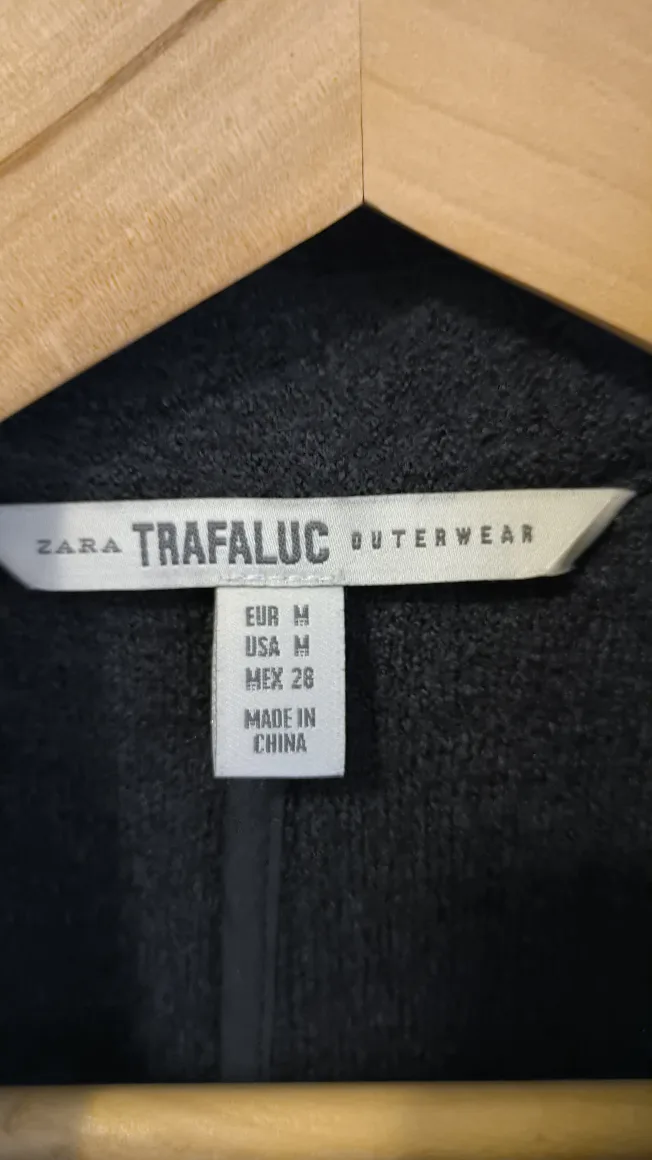 ZARA TRAFALUC OUTERWEAR
EUR M
USA M
MEX 28
MADE IN
CHINA